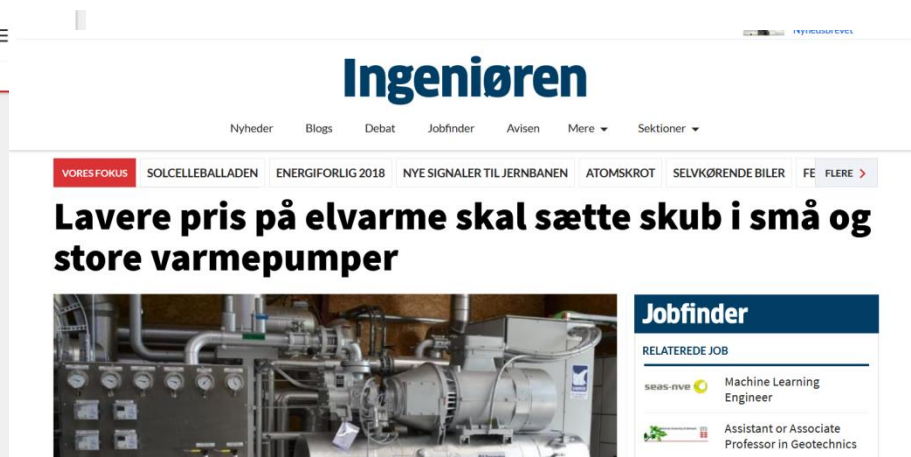 Nyhedsbrevet
Ingeniøren
Nyheder Blogs Debat Jobfinder Avisen Mere Sektioner
VORES FOKUS SOLCELLEBALLADEN ENERGIFORLIG 2018 NYE SIGNALER TIL JERNBANEN ATOMSKROT SELVKØRENDE BILER FE FLERE
Lavere pris på elvarme skal sætte skub i små og
store varmepumper
Jobfinder
RELATEREDE JOB
seas-nve
Machine Learning
Engineer
Assistant or Associate
Professor in Geotechnics